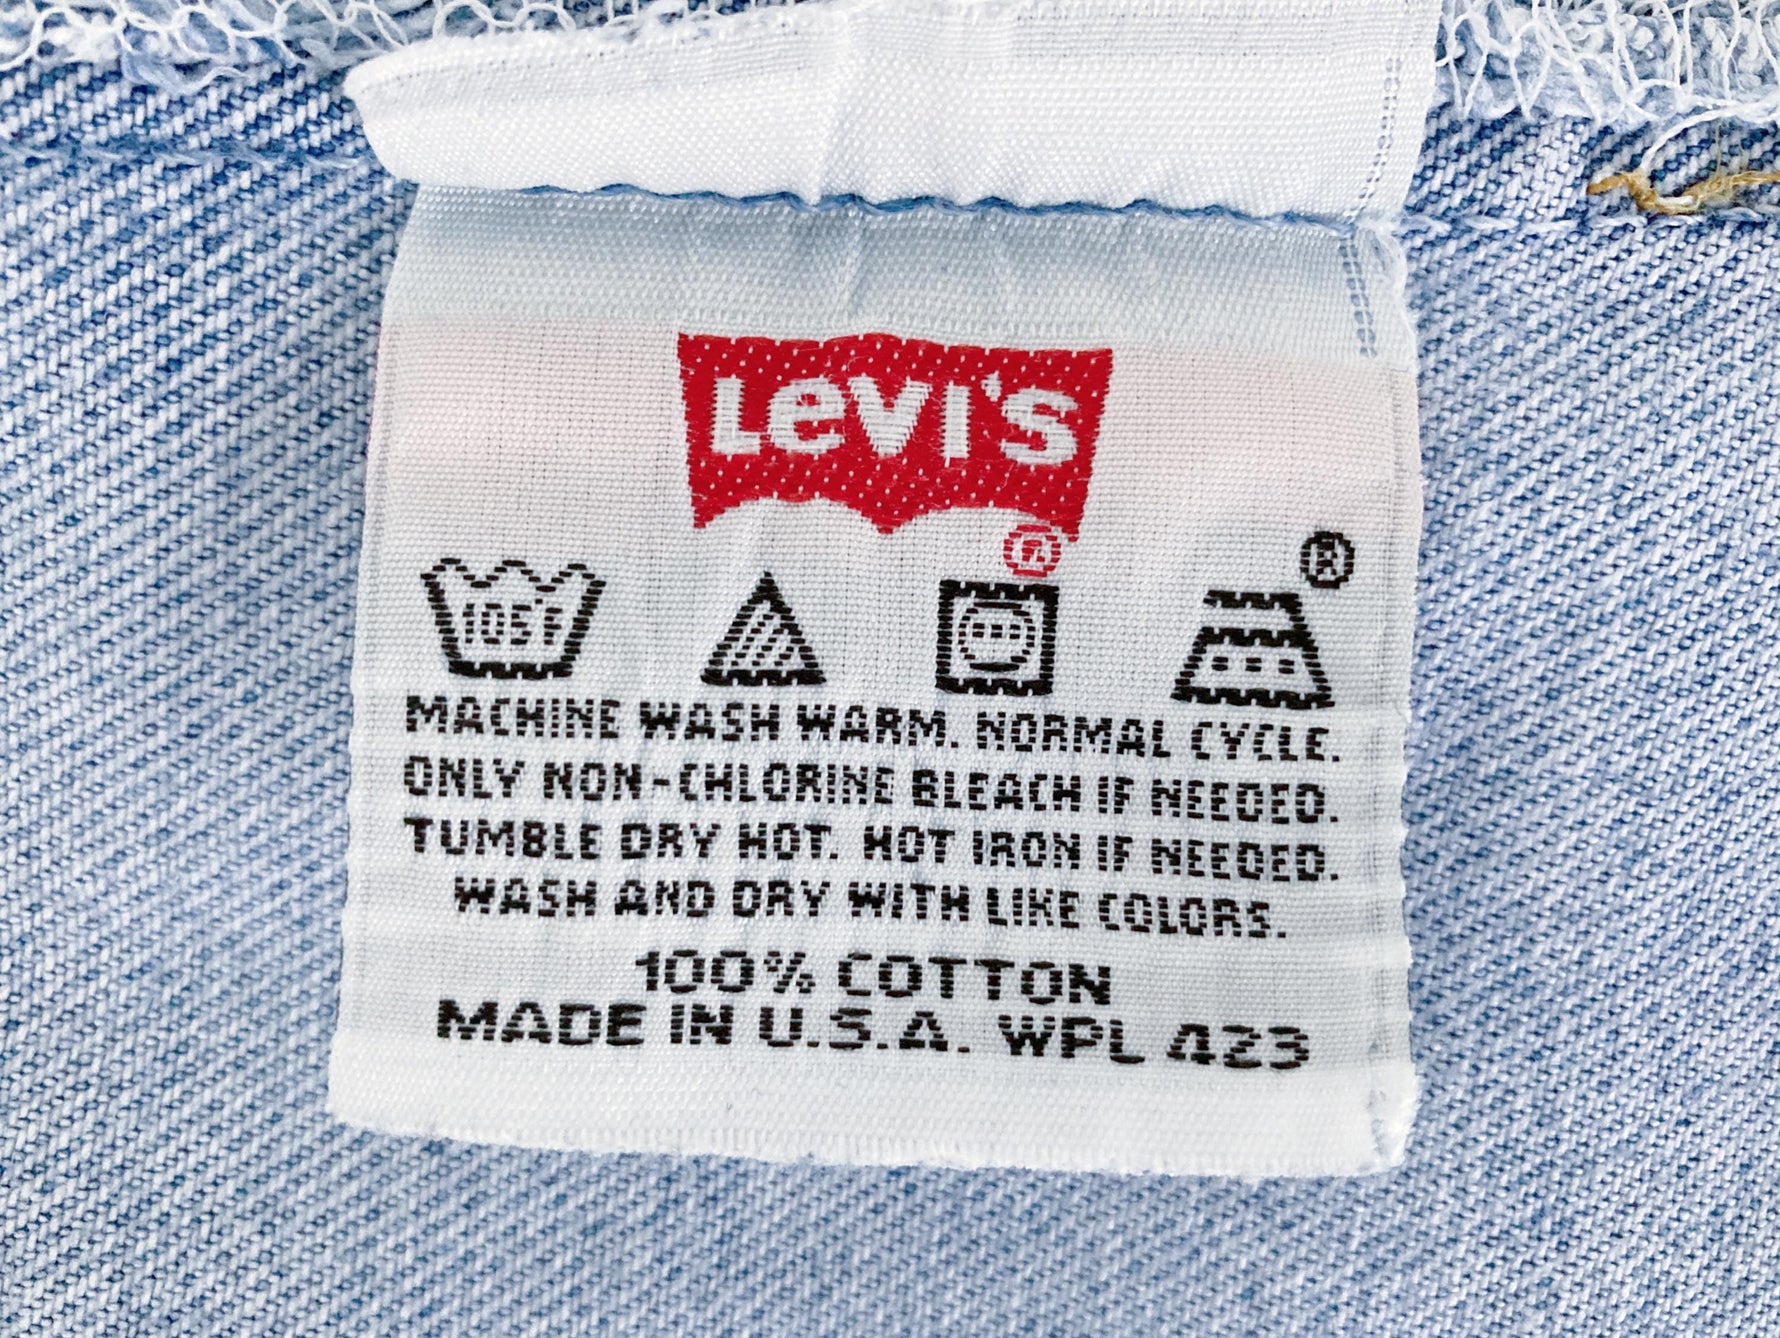 Levi's
®
®
105°F
MACHINE WASH WARM. NORMAL CYCLE.
ONLY NON-CHLORINE BLEACH IF NEEDED.
TUMBLE DRY HOT. HOT IRON IF NEEDED.
WASH AND DRY WITH LIKE COLORS.
100% COTTON
MADE IN U.S.A. WPL 423